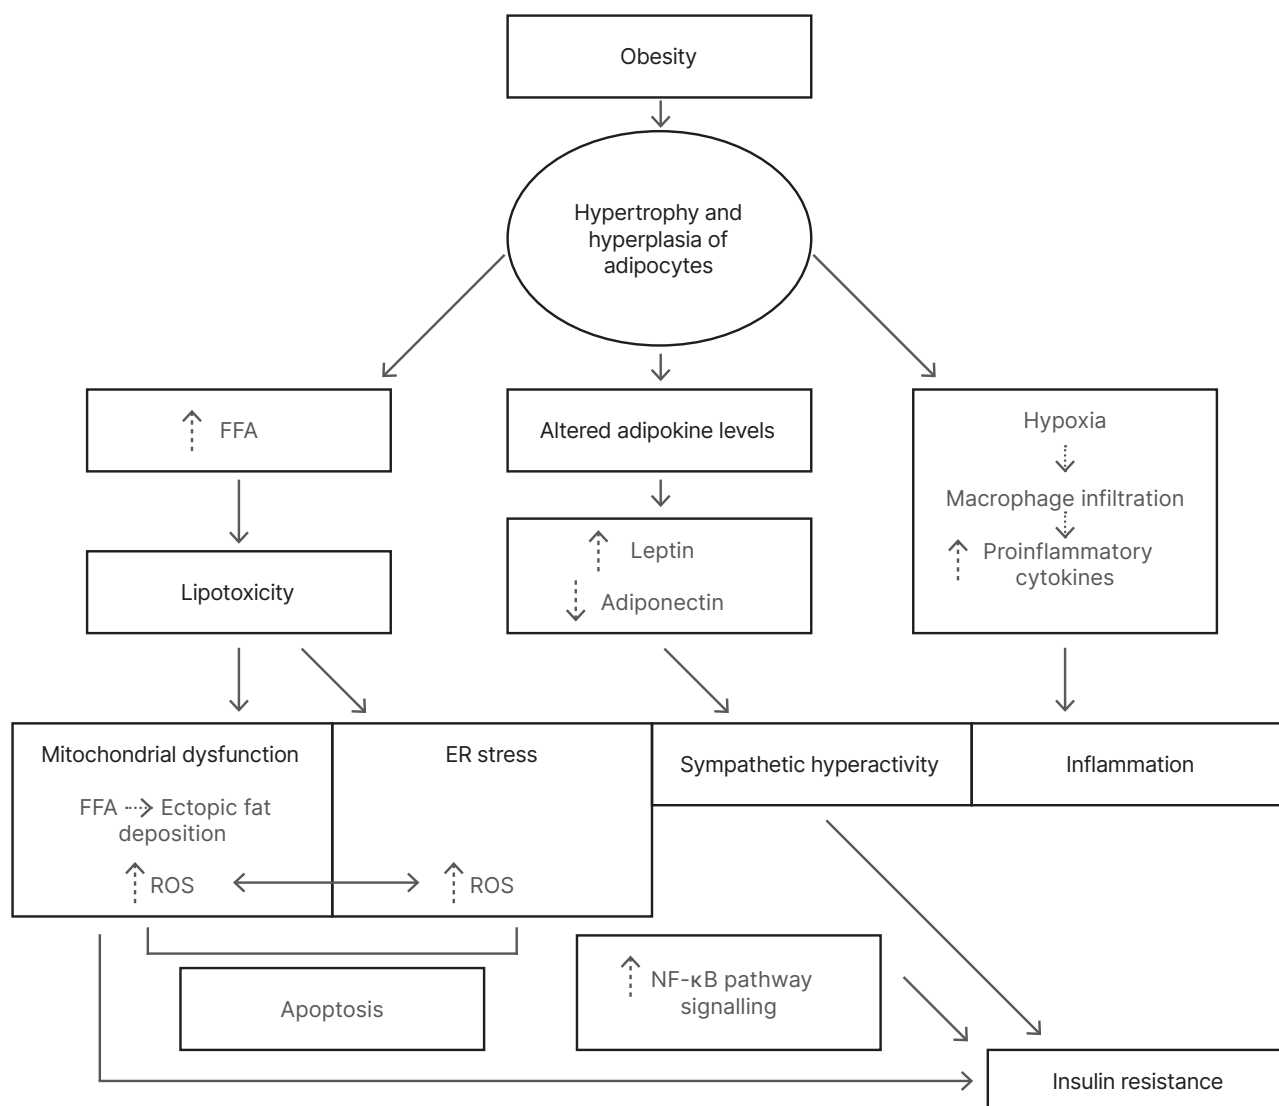 Obesity
Hypertrophy and
hyperplasia of
adipocytes
FFA
Altered adipokine levels
Hypoxia
Macrophage infiltration
Proinflammatory
cytokines
Leptin
Adiponectin
Lipotoxicity
Mitochondrial dysfunction
FFA Ectopic fat
deposition
ROS
ER stress
ROS
Sympathetic hyperactivity
Inflammation
Apoptosis
NF-κB pathway
signalling
Insulin resistance